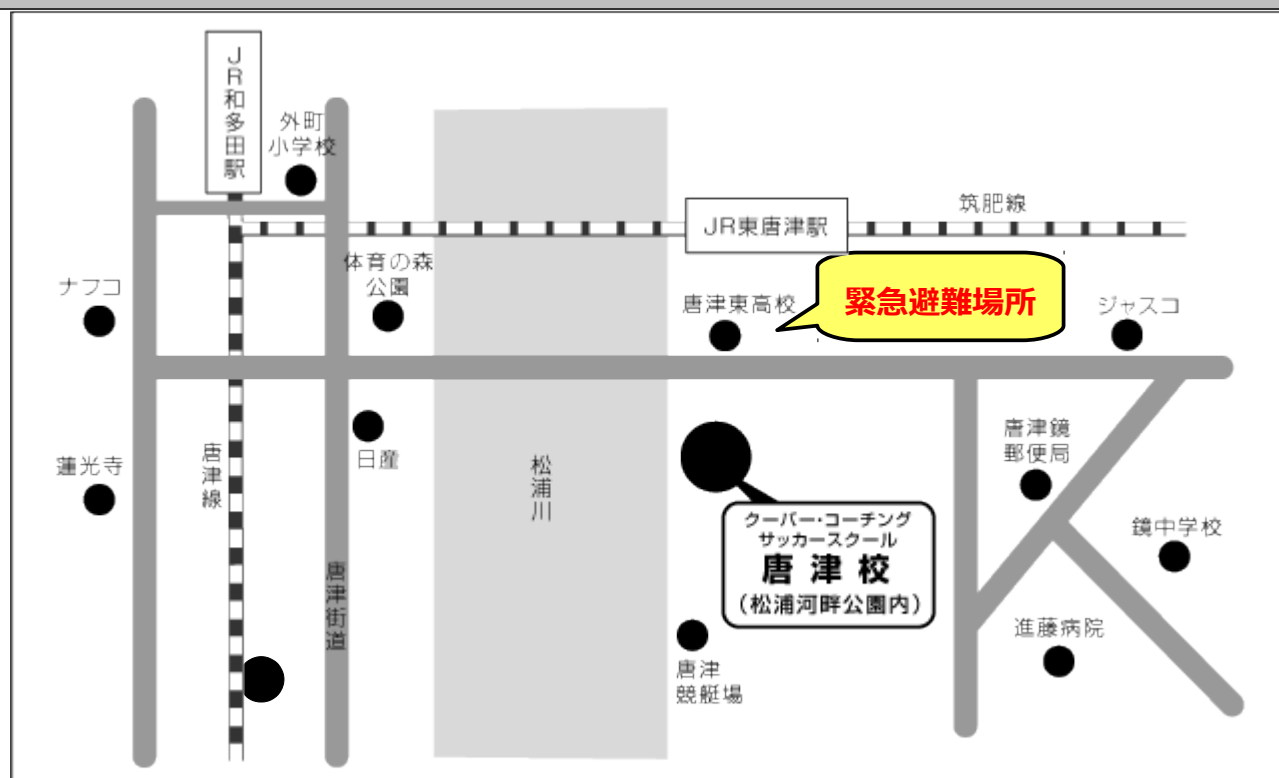 JR和多田駅
外町
小学校
筑肥線
JR東唐津駅
体育の森
公園
ナフコ
唐津東高校
緊急避難場所
ジャスコ
唐津鏡
郵便局
日産
蓮光寺
唐津線
松浦川
クーバー・コーチング
サッカースクール
唐津校
(松浦河畔公園内)
鏡中学校
唐津街道
進藤病院
唐津
競艇場